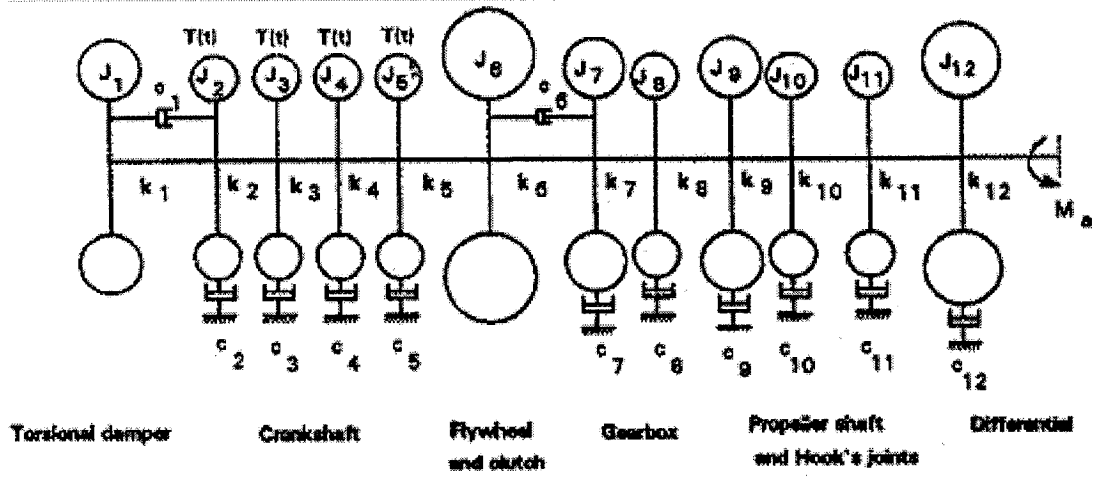 T(t) T(t) T(t) T(t)
J1 J2 J3 J4 J5 J6 J7 J8 J9 J10 J11 J12
c1 c6
k1 k2 k3 k4 k5 k6 k7 k8 k9 k10 k11 k12
Ma
c2 c3 c4 c5 c7 c8 c9 c10 c11 c12
Torsional damper Crankshaft Flywheel Gearbox Propeller shaft Differential
and clutch and Hook's joints